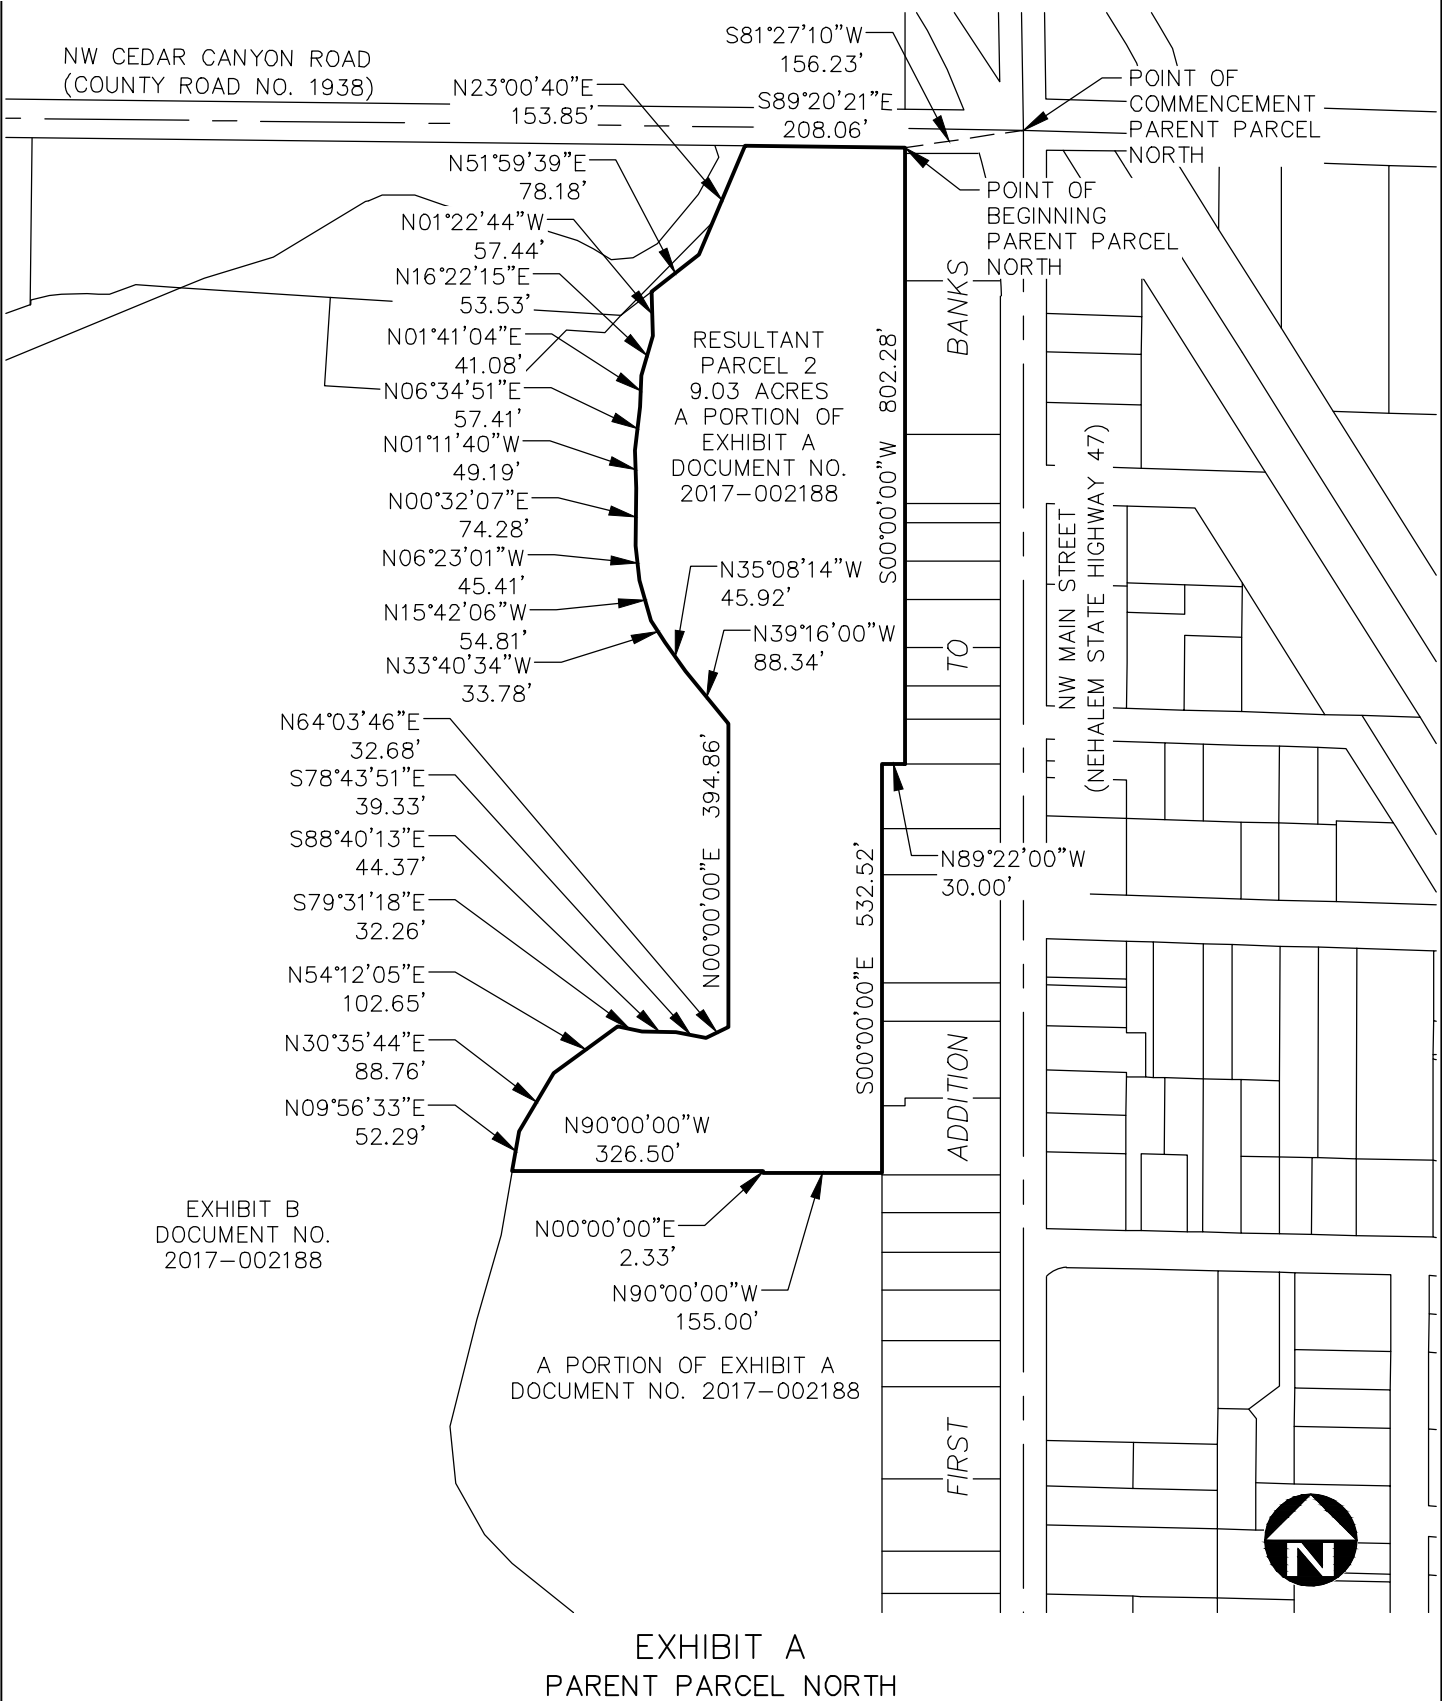 NW CEDAR CANYON ROAD
(COUNTY ROAD NO. 1938)
S81°27'10"W
156.23'
N23°00'40"E
153.85'
S89°20'21"E
208.06'
POINT OF
COMMENCEMENT
PARENT PARCEL
NORTH
POINT OF
BEGINNING
PARENT PARCEL
NORTH
N51°59'39"E
78.18'
N01°22'44"W
57.44'
N16°22'15"E
53.53'
N01°41'04"E
41.08'
N06°34'51"E
57.41'
N01°11'40"W
49.19'
N00°32'07"E
74.28'
N06°23'01"W
45.41'
N15°42'06"W
54.81'
N33°40'34"W
33.78'
RESULTANT
PARCEL 2
9.03 ACRES
A PORTION OF
EXHIBIT A
DOCUMENT NO.
2017-002188
S00°00'00"W 802.28'
N35°08'14"W
45.92'
N39°16'00"W
88.34'
N64°03'46"E
32.68'
S78°43'51"E
39.33'
S88°40'13"E
44.37'
S79°31'18"E
32.26'
N54°12'05"E
102.65'
N30°35'44"E
88.76'
N09°56'33"E
52.29'
N00°00'00"E 394.86'
S00°00'00"E 532.52'
N89°22'00"W
30.00'
N90°00'00"W
326.50'
N00°00'00"E
2.33'
N90°00'00"W
155.00'
EXHIBIT B
DOCUMENT NO.
2017-002188
A PORTION OF EXHIBIT A
DOCUMENT NO. 2017-002188
FIRST ADDITION TO BANKS
NW MAIN STREET
(NEHALEM STATE HIGHWAY 47)
N
EXHIBIT A
PARENT PARCEL NORTH